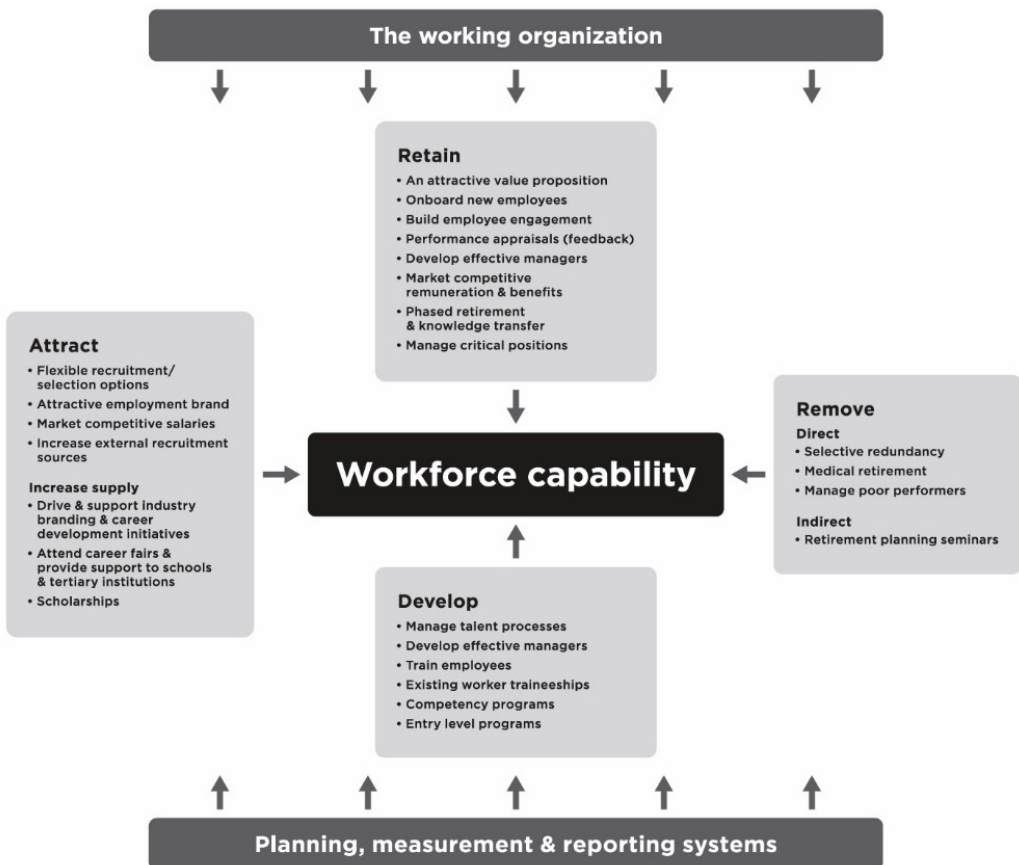 The working organization
Retain
• An attractive value proposition
• Onboard new employees
• Build employee engagement
• Performance appraisals (feedback)
• Develop effective managers
• Market competitive
remuneration & benefits
• Phased retirement
& knowledge transfer
• Manage critical positions
Attract
• Flexible recruitment/
selection options
• Attractive employment brand
• Market competitive salaries
• Increase external recruitment
sources
Increase supply
• Drive & support industry
branding & career
development initiatives
• Attend career fairs &
provide support to schools
& tertiary institutions
• Scholarships
Workforce capability
Remove
Direct
• Selective redundancy
• Medical retirement
• Manage poor performers
Indirect
• Retirement planning seminars
Develop
• Manage talent processes
• Develop effective managers
• Train employees
• Existing worker traineeships
• Competency programs
• Entry level programs
Planning, measurement & reporting systems